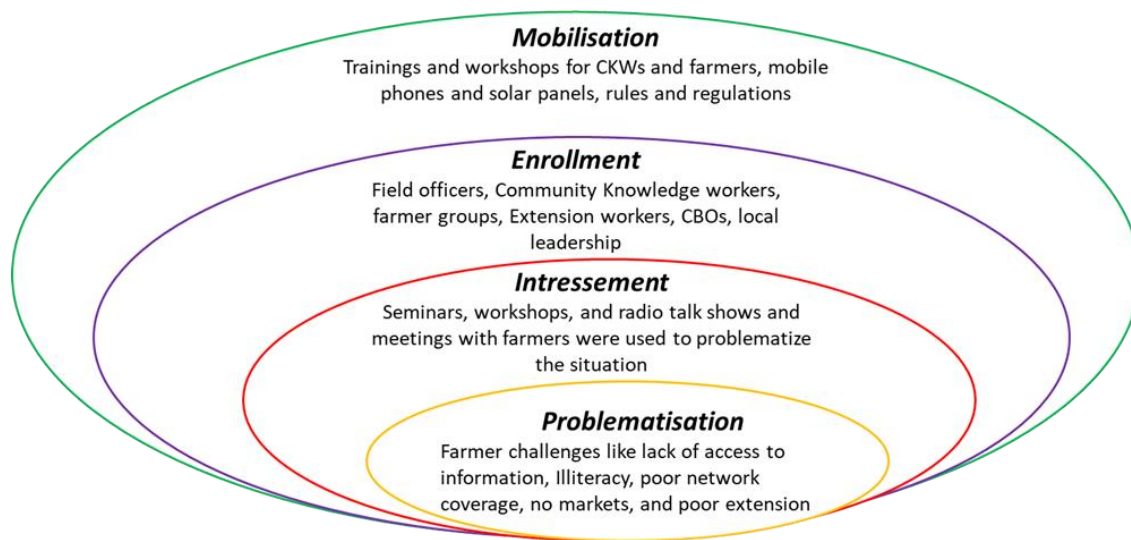 Mobilisation
Trainings and workshops for CKWs and farmers, mobile
phones and solar panels, rules and regulations
Enrollment
Field officers, Community Knowledge workers,
farmer groups, Extension workers, CBOs, local
leadership
Intressement
Seminars, workshops, and radio talk shows and
meetings with farmers were used to problematize
the situation
Problematisation
Farmer challenges like lack of access to
information, Illiteracy, poor network
coverage, no markets, and poor extension